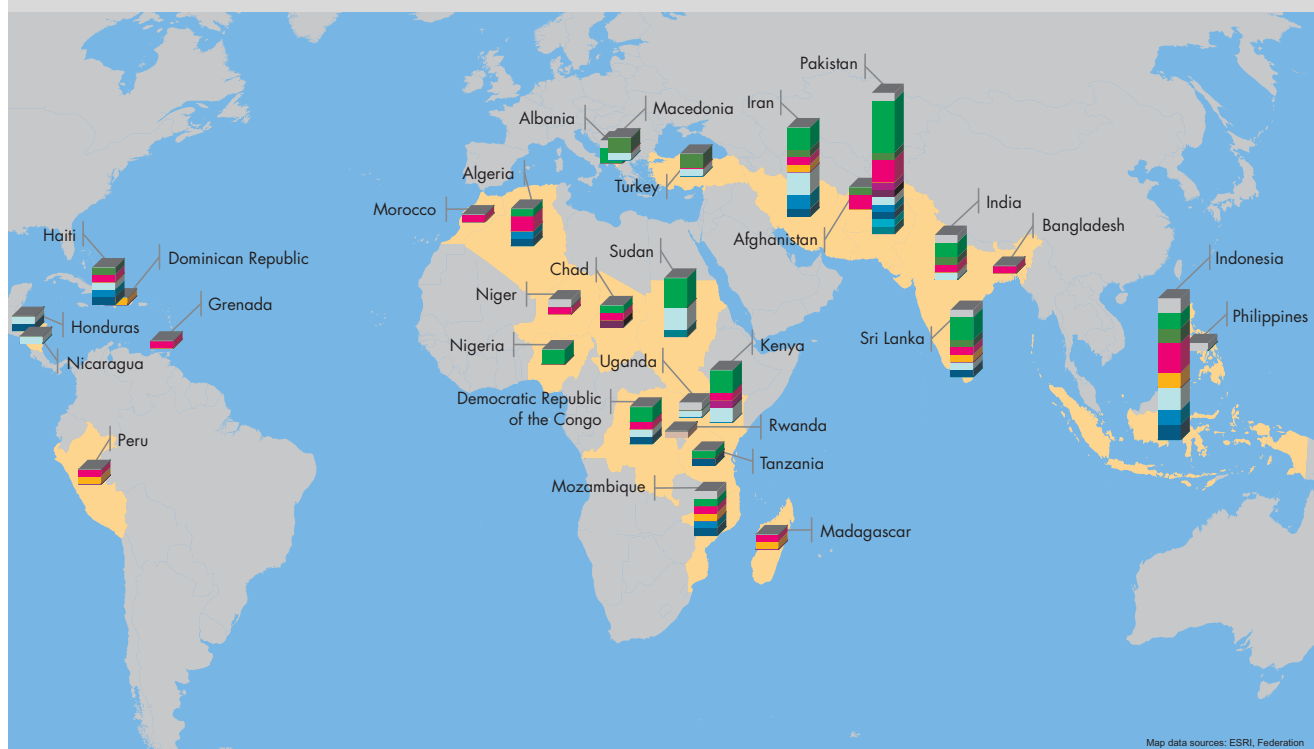 Pakistan
Iran
Macedonia
Albania
Algeria
Turkey
Morocco
India
Afghanistan
Bangladesh
Haiti
Dominican Republic
Sudan
Indonesia
Chad
Niger
Grenada
Philippines
Honduras
Sri Lanka
Nigeria
Kenya
Uganda
Nicaragua
Democratic Republic
of the Congo
Rwanda
Peru
Tanzania
Mozambique
Madagascar
Map data sources: ESRI, Federation